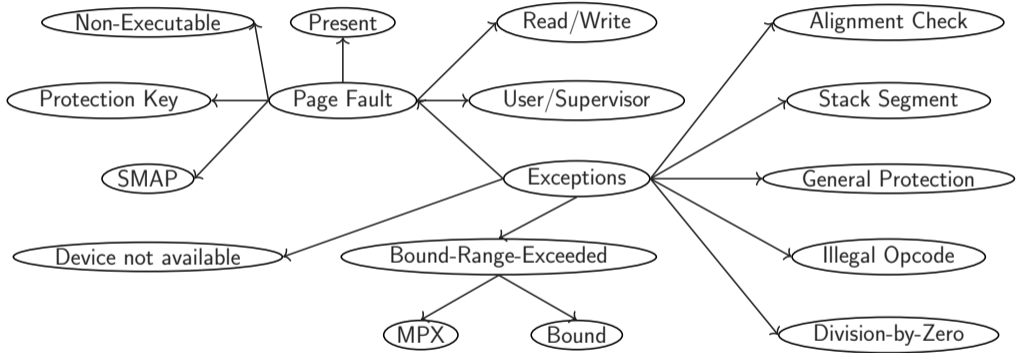 Non-Executable
Present
Read/Write
Alignment Check
Protection Key
Page Fault
User/Supervisor
Stack Segment
SMAP
Exceptions
General Protection
Device not available
Bound-Range-Exceeded
Illegal Opcode
MPX
Bound
Division-by-Zero